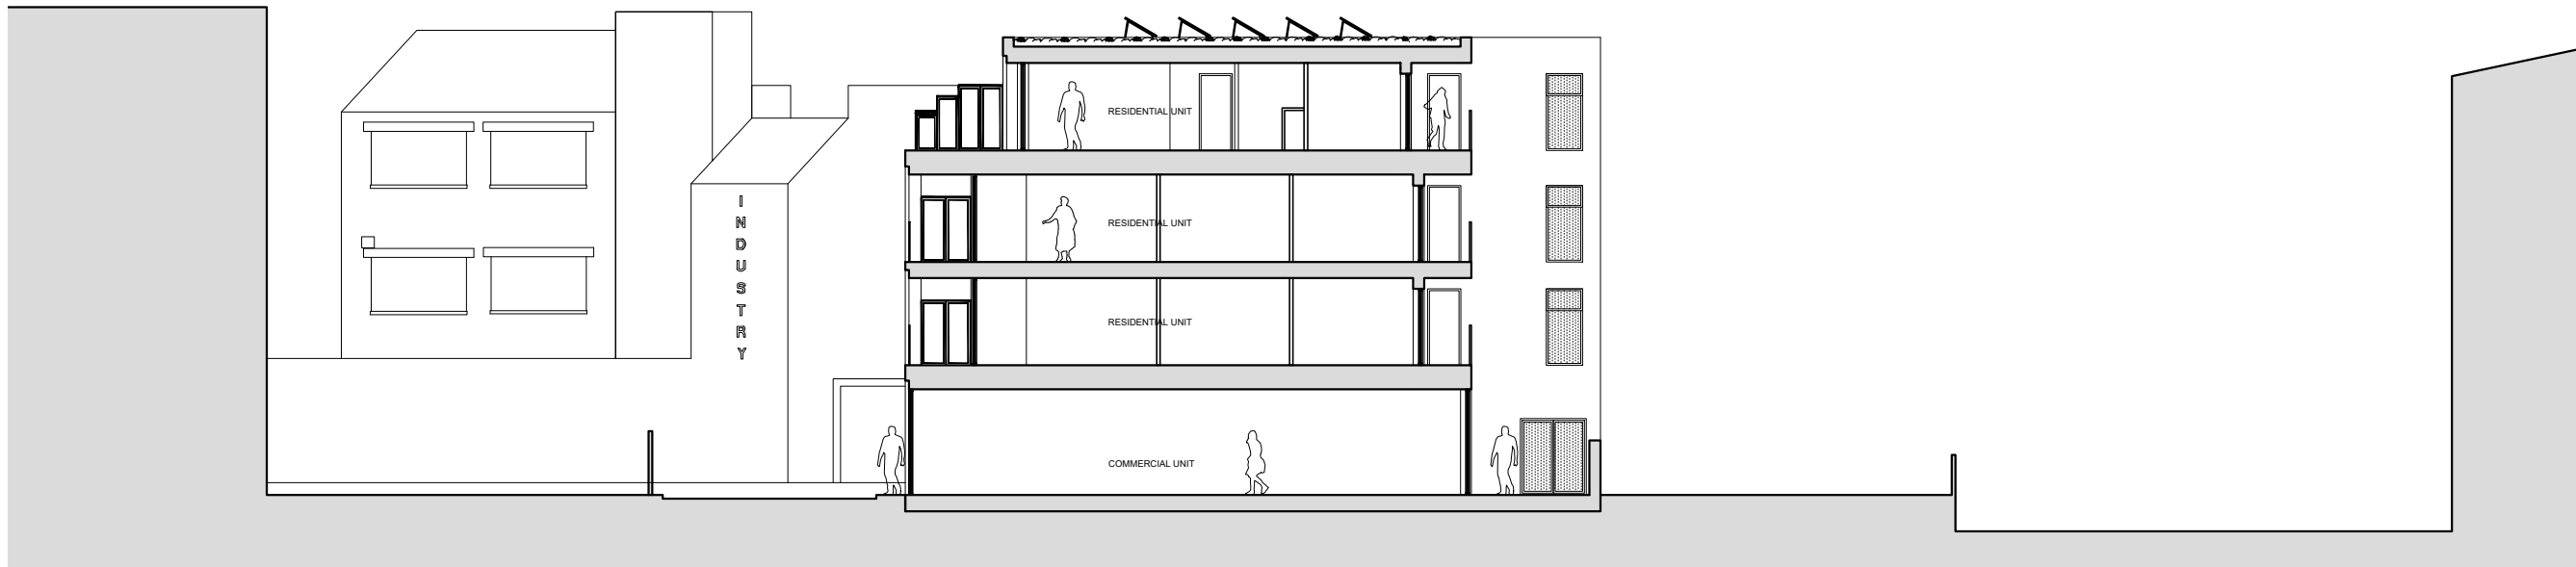 RESIDENTIAL UNIT
RESIDENTIAL UNIT
RESIDENTIAL UNIT
COMMERCIAL UNIT
INDUSTRY